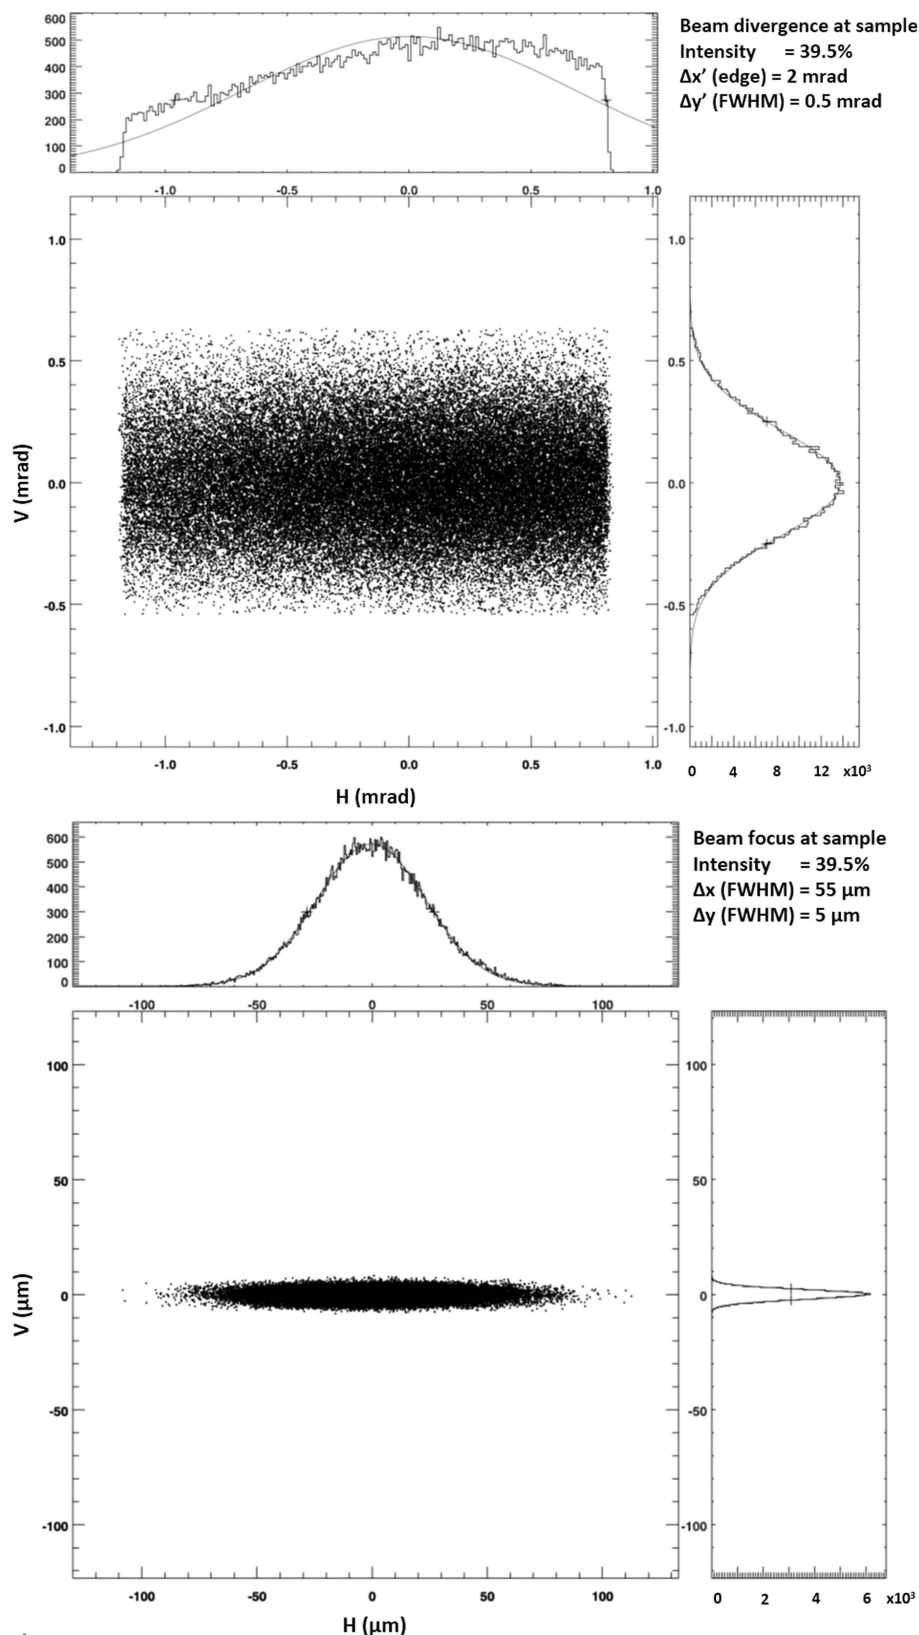 Beam divergence at sample
Intensity = 39.5%
Δx' (edge) = 2 mrad
Δy' (FWHM) = 0.5 mrad
600
500
400
300
200
100
0
-1.0 -0.5 0.0 0.5 1.0
1.0
0.5
0.0
-0.5
-1.0
V (mrad)
-1.0 -0.5 0.0 0.5 1.0
H (mrad)
1.0
0.5
0.0
-0.5
-1.0
0 4 8 12 x10³
Beam focus at sample
Intensity = 39.5%
Δx (FWHM) = 55 µm
Δy (FWHM) = 5 µm
600
500
400
300
200
100
0
-100 -50 0 50 100
100
50
0
-50
-100
V (µm)
-100 -50 0 50 100
H (µm)
100
50
0
-50
-100
0 2 4 6 x10³